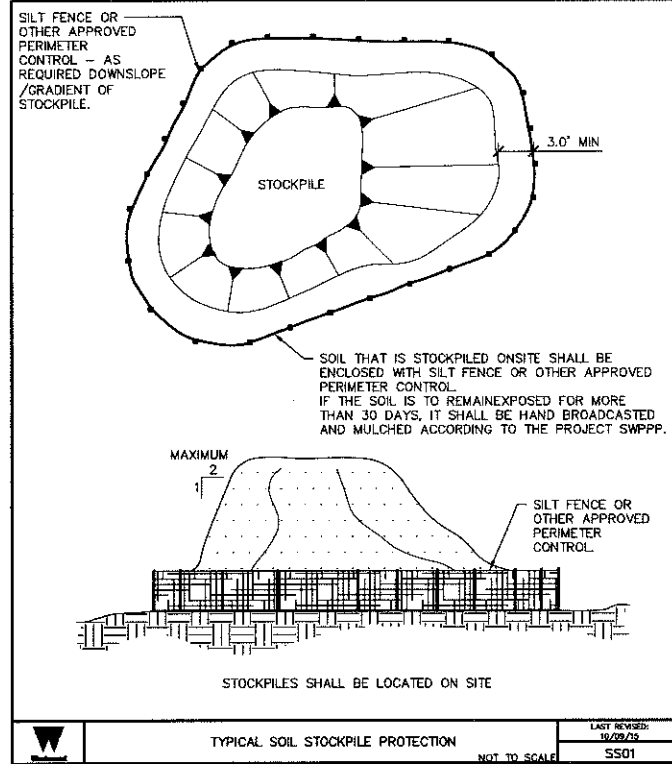 SILT FENCE OR
OTHER APPROVED
PERIMETER
CONTROL – AS
REQUIRED DOWNSLOPE
/GRADIENT OF
STOCKPILE.
STOCKPILE
3.0' MIN
SOIL THAT IS STOCKPILED ONSITE SHALL BE
ENCLOSED WITH SILT FENCE OR OTHER APPROVED
PERIMETER CONTROL.
IF THE SOIL IS TO REMAINEXPOSED FOR MORE
THAN 30 DAYS, IT SHALL BE HAND BROADCASTED
AND MULCHED ACCORDING TO THE PROJECT SWPPP.
MAXIMUM
2
1
SILT FENCE OR
OTHER APPROVED
PERIMETER
CONTROL.
STOCKPILES SHALL BE LOCATED ON SITE
W
TYPICAL SOIL STOCKPILE PROTECTION
NOT TO SCALE
LAST REVISED:
10/09/15
SS01